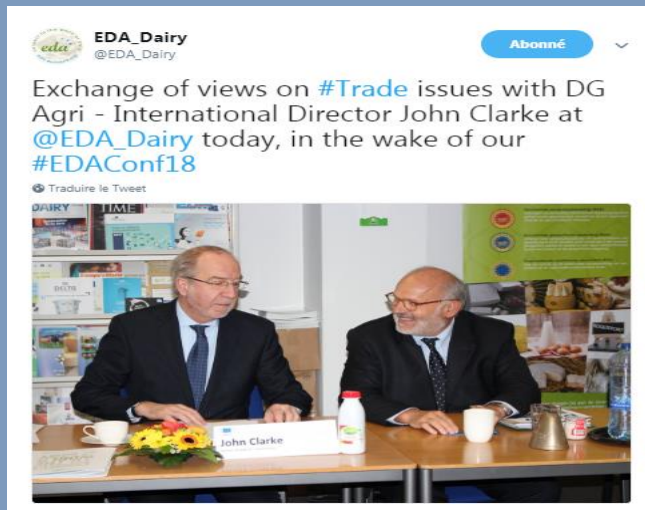 eda
EDA_Dairy
@EDA_Dairy
Abonné
Exchange of views on #Trade issues with DG
Agri - International Director John Clarke at
@EDA_Dairy today, in the wake of our
#EDAConf18
Traduire le Tweet
DAIRY
TIME
John Clarke